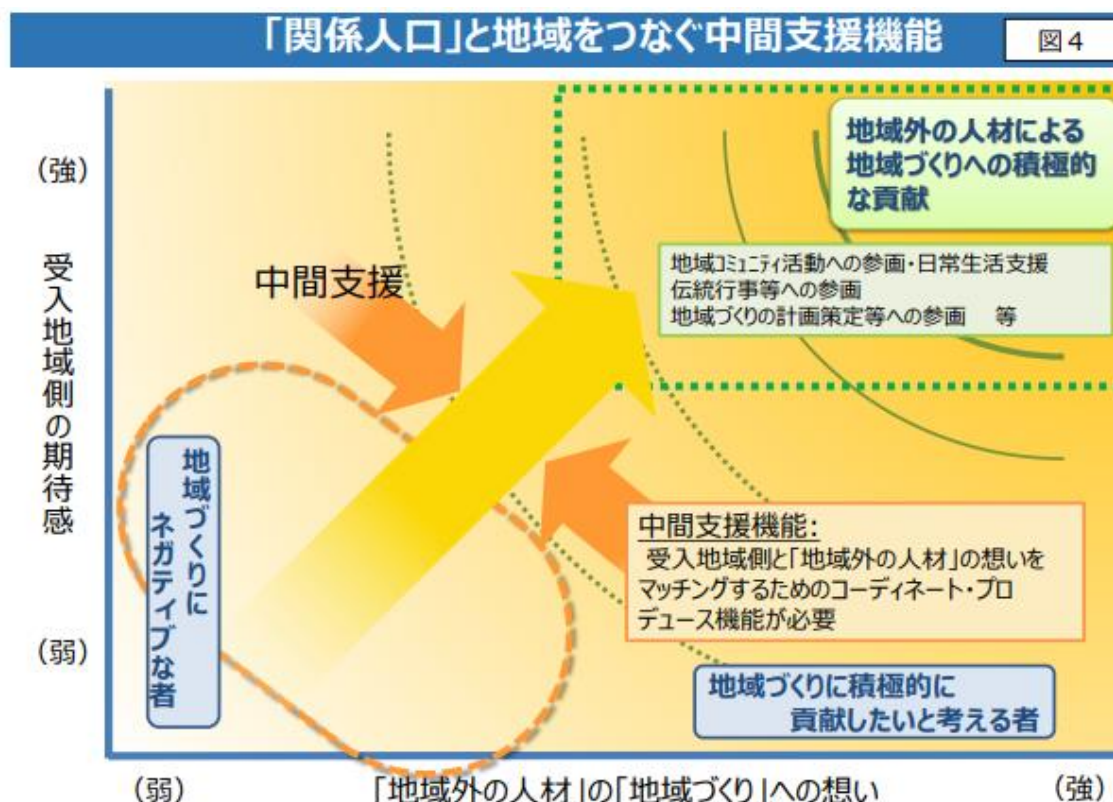 「関係人口」と地域をつなぐ中間支援機能
図4
(強)
受入地域側の期待感
(弱)
中間支援
地域外の人材による
地域づくりへの積極的
な貢献
地域コミュニティ活動への参画・日常生活支援
伝統行事等への参画
地域づくりの計画策定等への参画 等
地域づくりに
ネガティブな者
中間支援機能:
受入地域側と「地域外の人材」の想いを
マッチングするためのコーディネート・プロ
デュース機能が必要
地域づくりに積極的に
貢献したいと考える者
(弱)
「地域外の人材」の「地域づくり」への想い
(強)